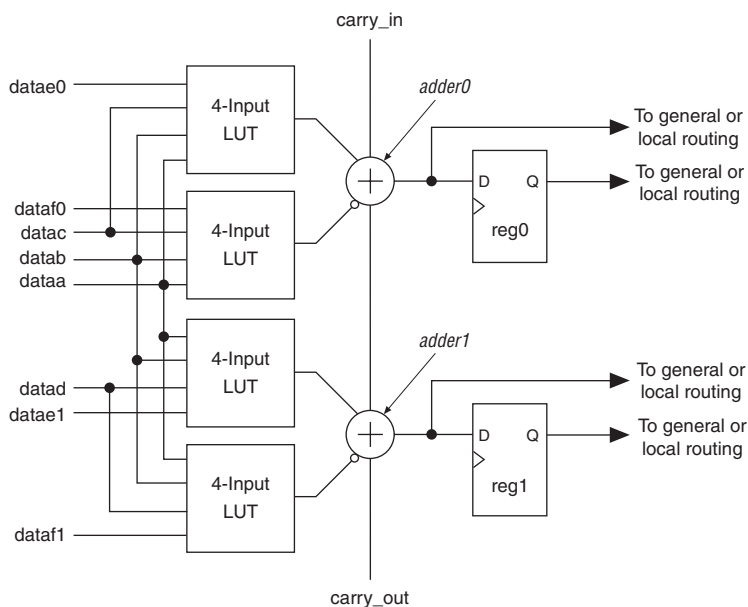 carry_in
adder0
datae0
4-Input
LUT
To general or
local routing
D Q
reg0
To general or
local routing
dataf0
datac
datab
dataa
4-Input
LUT
adder1
4-Input
LUT
To general or
local routing
datad
datae1
D Q
reg1
To general or
local routing
4-Input
LUT
dataf1
carry_out